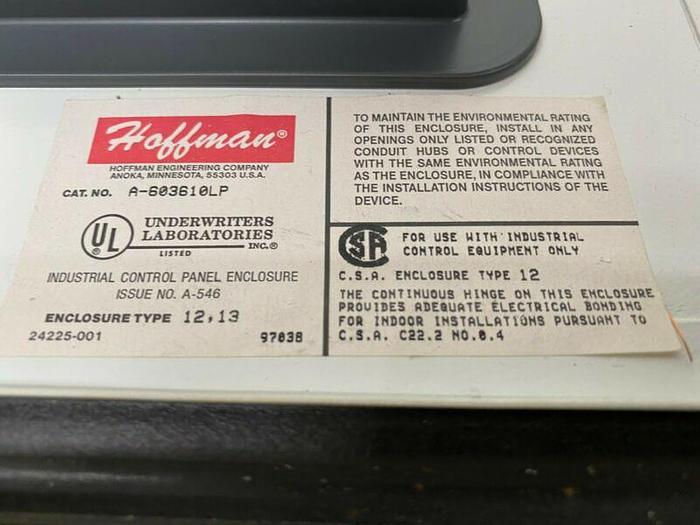 Hoffman®
HOFFMAN ENGINEERING COMPANY
ANOKA, MINNESOTA, 55303 U.S.A.
CAT. NO. A-603610LP
UL
UNDERWRITERS
LABORATORIES
INC.®
LISTED
INDUSTRIAL CONTROL PANEL ENCLOSURE
ISSUE NO. A-546
ENCLOSURE TYPE 12,13
24225-001 97038
TO MAINTAIN THE ENVIRONMENTAL RATING
OF THIS ENCLOSURE, INSTALL IN ANY
OPENINGS ONLY LISTED OR RECOGNIZED
CONDUIT HUBS OR CONTROL DEVICES
WITH THE SAME ENVIRONMENTAL RATING
AS THE ENCLOSURE, IN COMPLIANCE WITH
THE INSTALLATION INSTRUCTIONS OF THE
DEVICE.
CSA
FOR USE WITH INDUSTRIAL
CONTROL EQUIPMENT ONLY
C.S.A. ENCLOSURE TYPE 12
THE CONTINUOUS HINGE ON THIS ENCLOSURE
PROVIDES ADEQUATE ELECTRICAL BONDING
FOR INDOOR INSTALLATIONS PURSUANT TO
C.S.A. C22.2 NO.0.4